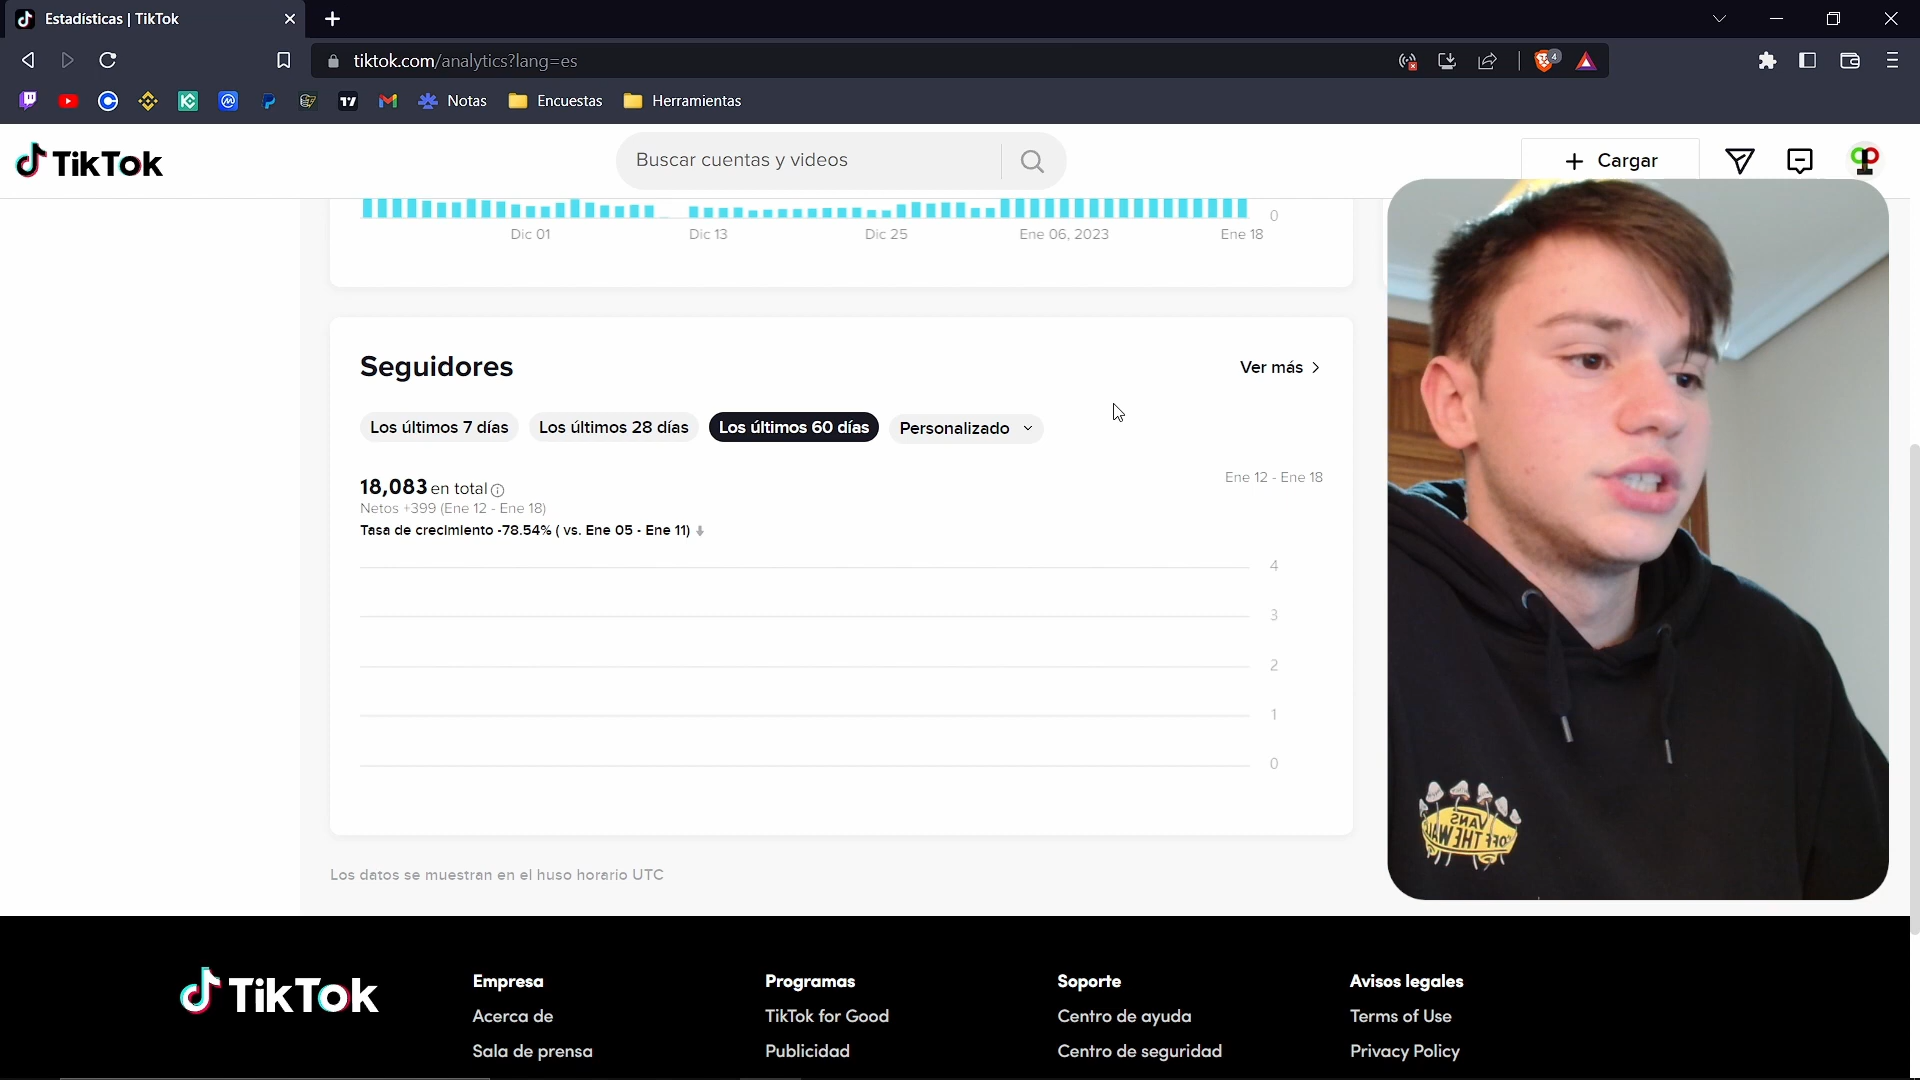 Estadísticas | TikTok
tiktok.com/analytics?lang=es
4
Notas
Encuestas
Herramientas
TikTok
Buscar cuentas y videos
Cargar
0
Dic 01
Dic 13
Dic 25
Ene 06, 2023
Ene 18
Seguidores
Ver más
Los últimos 7 días
Los últimos 28 días
Los últimos 60 días
Personalizado
18,083 en total
Ene 12 - Ene 18
Netos +399 (Ene 12 - Ene 18)
Tasa de crecimiento -78.54% ( vs. Ene 05 - Ene 11)
4
3
2
1
0
VANS
"OFF THE WALL"
Los datos se muestran en el huso horario UTC
TikTok
Empresa
Programas
Soporte
Avisos legales
Acerca de
TikTok for Good
Centro de ayuda
Terms of Use
Sala de prensa
Publicidad
Centro de seguridad
Privacy Policy